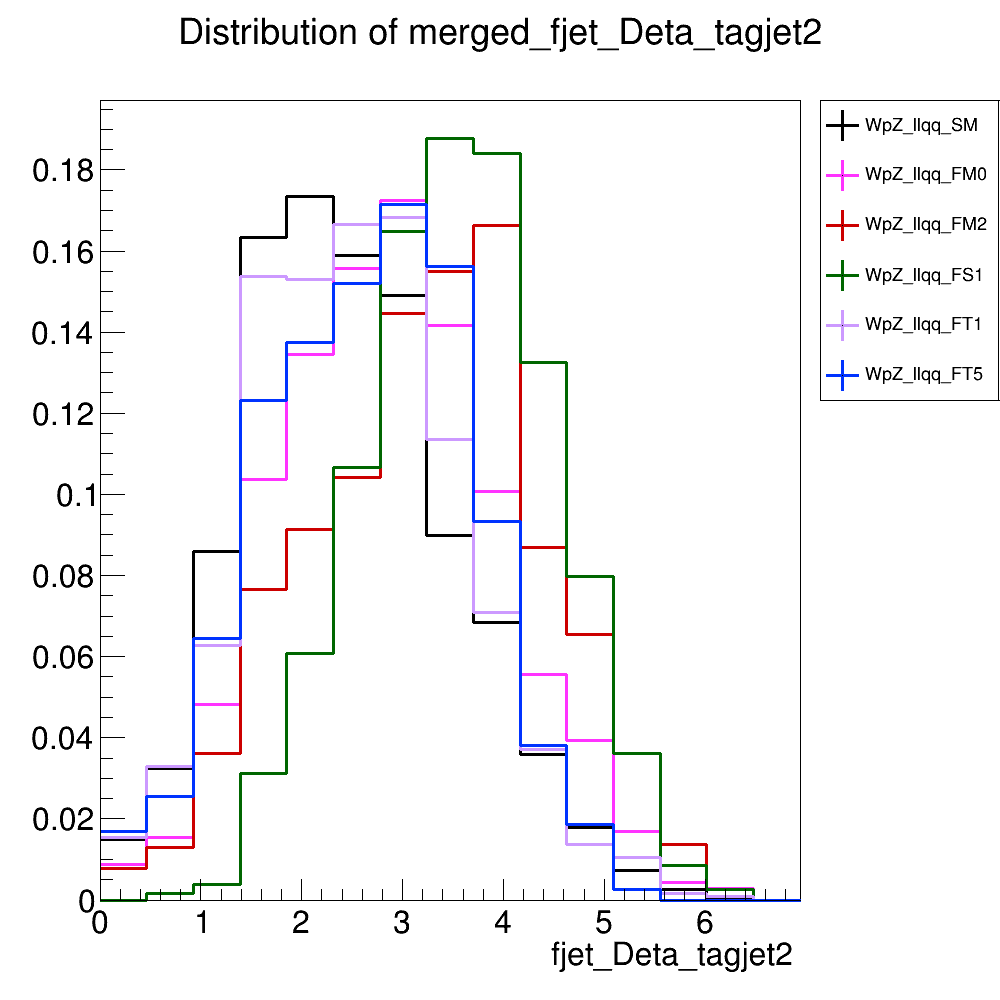 Distribution of merged_fjet_Deta_tagjet2
WpZ_llqq_SM
WpZ_llqq_FM0
WpZ_llqq_FM2
WpZ_llqq_FS1
WpZ_llqq_FT1
WpZ_llqq_FT5
0.18
0.16
0.14
0.12
0.1
0.08
0.06
0.04
0.02
0
0 1 2 3 4 5 6
fjet_Deta_tagjet2